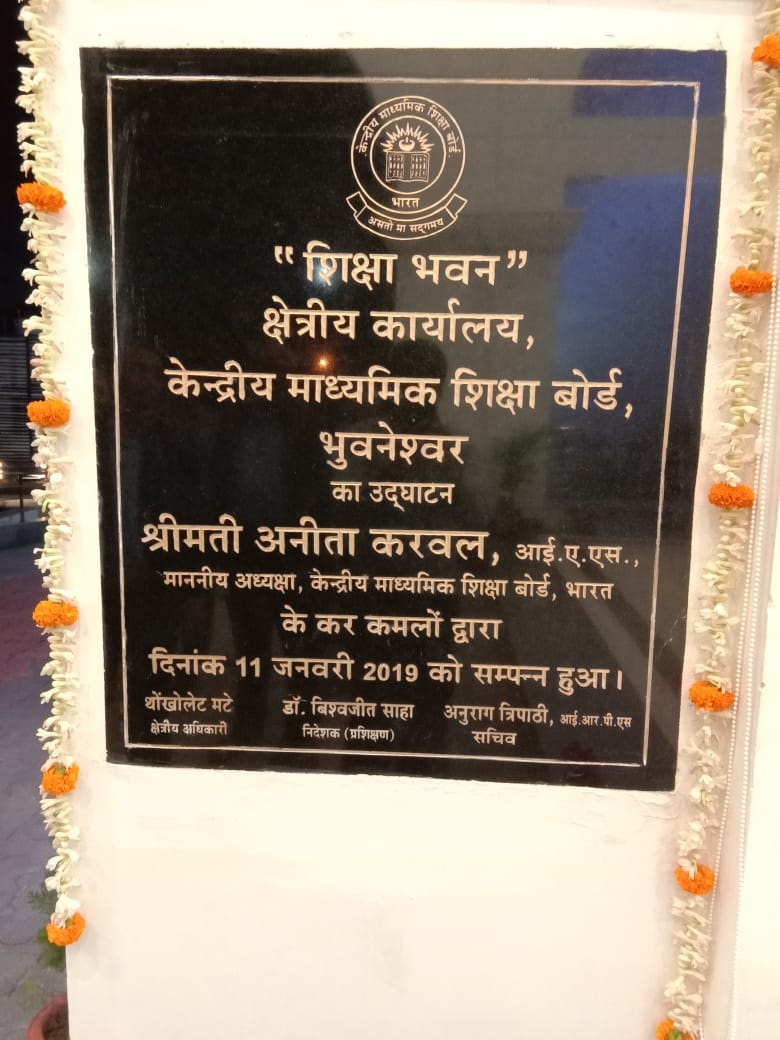 केन्द्रीय माध्यमिक शिक्षा बोर्ड
भारत
असतो मा सद्गमय
“शिक्षा भवन”
क्षेत्रीय कार्यालय,
केन्द्रीय माध्यमिक शिक्षा बोर्ड,
भुवनेश्वर
का उद्घाटन
श्रीमती अनीता करवल, आई.ए.एस.,
माननीय अध्यक्षा, केन्द्रीय माध्यमिक शिक्षा बोर्ड, भारत
के कर कमलों द्वारा
दिनांक 11 जनवरी 2019 को सम्पन्न हुआ।
थोंखोलेट मटे डॉ. बिश्वजीत साहा अनुराग त्रिपाठी, आई.आर.पी.एस
क्षेत्रीय अधिकारी निदेशक (प्रशिक्षण) सचिव